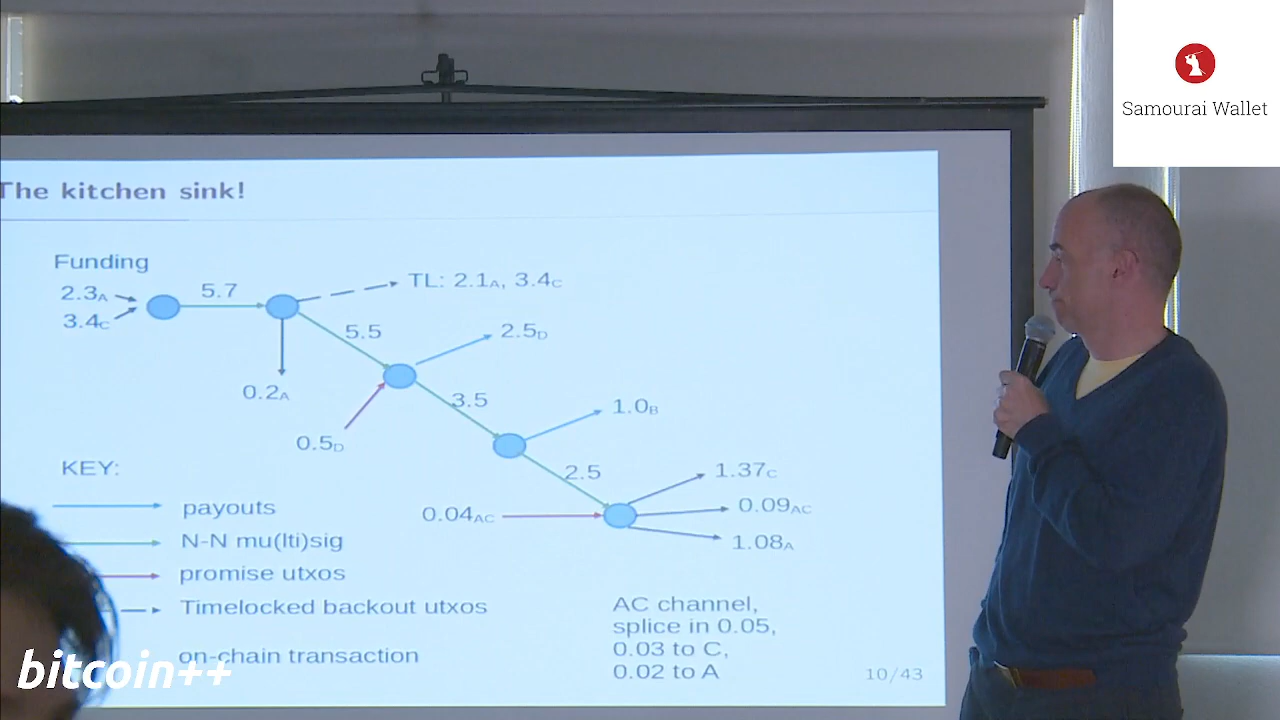 Samourai Wallet
The kitchen sink!
Funding
2.3A
3.4C
5.7
TL: 2.1A, 3.4C
5.5
2.5D
0.2A
3.5
1.0B
0.5D
2.5
1.37C
0.04AC
0.09AC
1.08A
KEY:
payouts
N-N mu(lti)sig
promise utxos
Timelocked backout utxos
on-chain transaction
AC channel,
splice in 0.05,
0.03 to C,
0.02 to A
10/43
bitcoin++